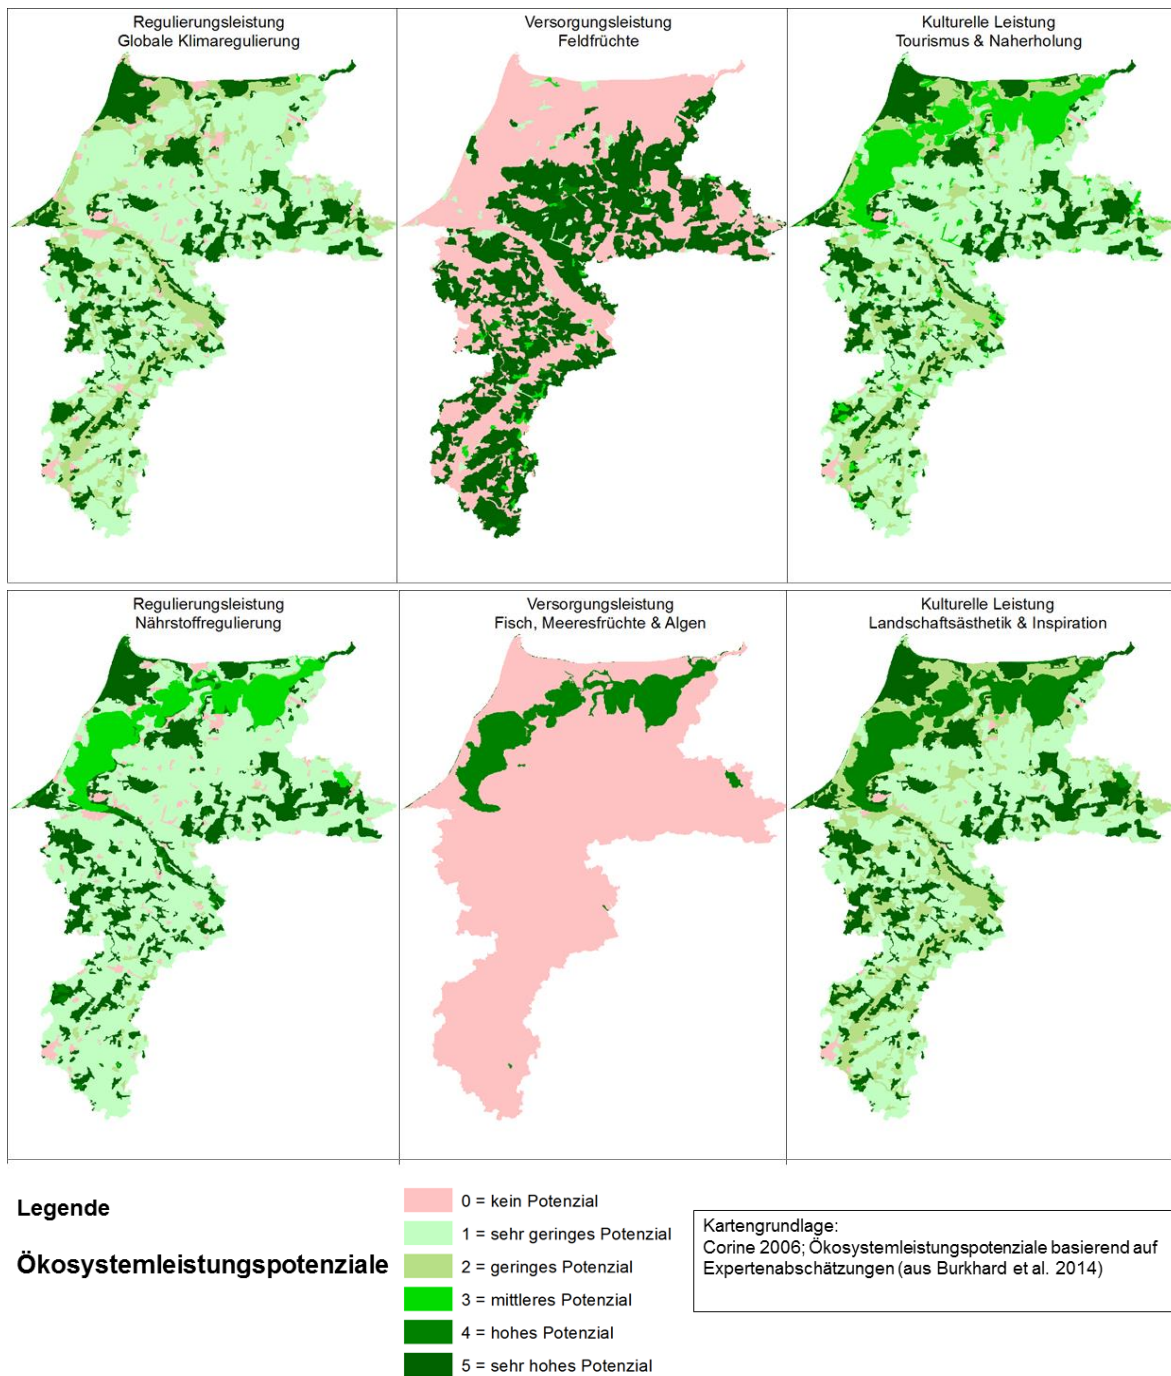 Regulierungsleistung
Globale Klimaregulierung
Versorgungsleistung
Feldfrüchte
Kulturelle Leistung
Tourismus & Naherholung
Regulierungsleistung
Nährstoffregulierung
Versorgungsleistung
Fisch, Meeresfrüchte & Algen
Kulturelle Leistung
Landschaftsästhetik & Inspiration
Legende
Ökosystemleistungspotenziale
0 = kein Potenzial
1 = sehr geringes Potenzial
2 = geringes Potenzial
3 = mittleres Potenzial
4 = hohes Potenzial
5 = sehr hohes Potenzial
Kartengrundlage:
Corine 2006; Ökosystemleistungspotenziale basierend auf
Expertenabschätzungen (aus Burkhard et al. 2014)